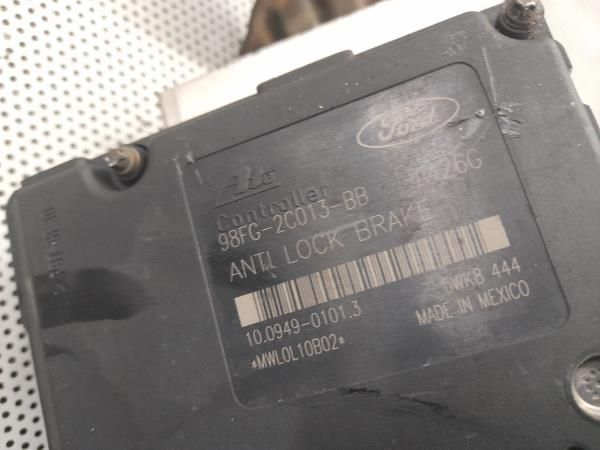 Ford
Ate
Controller
98FG-2C013-BB
ANTI LOCK BRAKE
10.0949-0101.3
5WK8 444
*MWL0L10B02*
MADE IN MEXICO